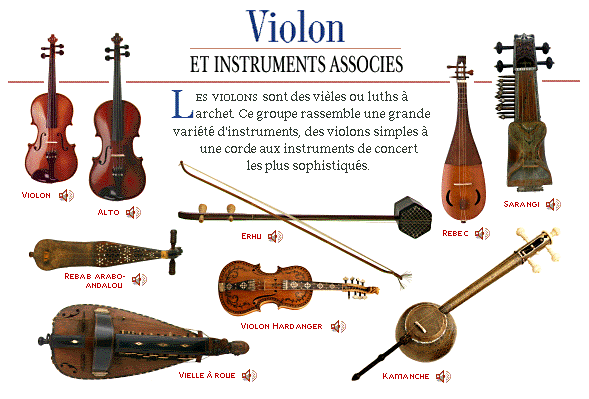 Violon
ET INSTRUMENTS ASSOCIES
LES VIOLONS sont des vièles ou luths à
archet. Ce groupe rassemble une grande
variété d'instruments, des violons simples à
une corde aux instruments de concert
les plus sophistiqués.
VIOLON
ALTO
ERHU
REBEC
SARANGI
REBAB ARABO-
ANDALOU
VIOLON HARDANGER
VIELLE À ROUE
KAMANCHE